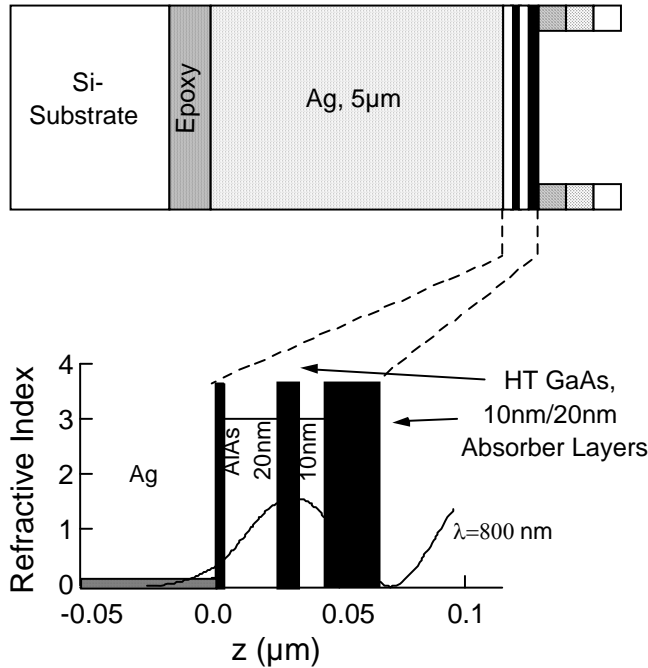 Si-
Substrate
Epoxy
Ag, 5µm
Refractive Index
4
3
2
1
0
Ag
AlAs
20nm
10nm
HT GaAs,
10nm/20nm
Absorber Layers
λ=800 nm
-0.05
0.0
0.05
0.1
z (µm)